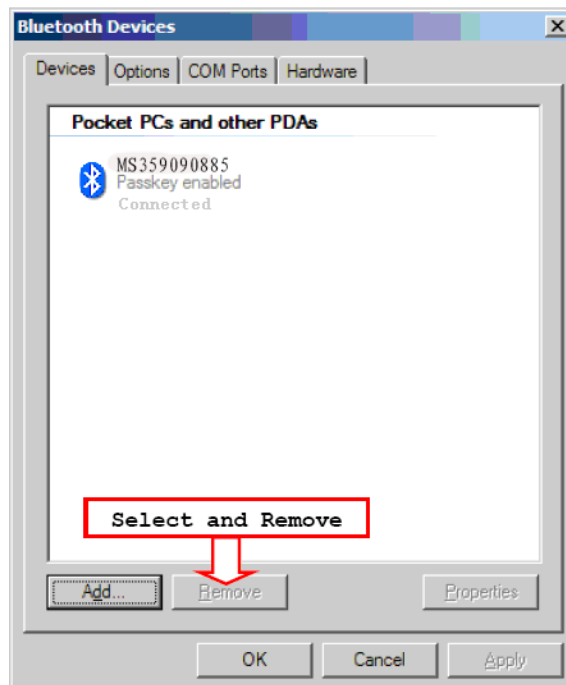 Bluetooth Devices
Devices Options COM Ports Hardware
Pocket PCs and other PDAs
MS359090885
Passkey enabled
Connected
Select and Remove
Add... Remove Properties
OK Cancel Apply